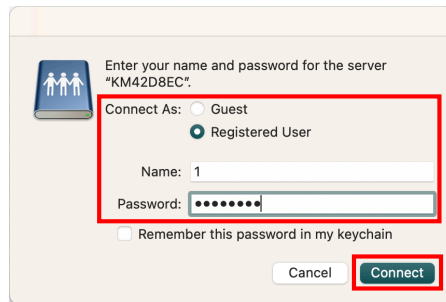 Enter your name and password for the server
“KM42D8EC”.
Connect As: Guest
Registered User
Name: 1
Password: ••••••••
Remember this password in my keychain
Cancel Connect